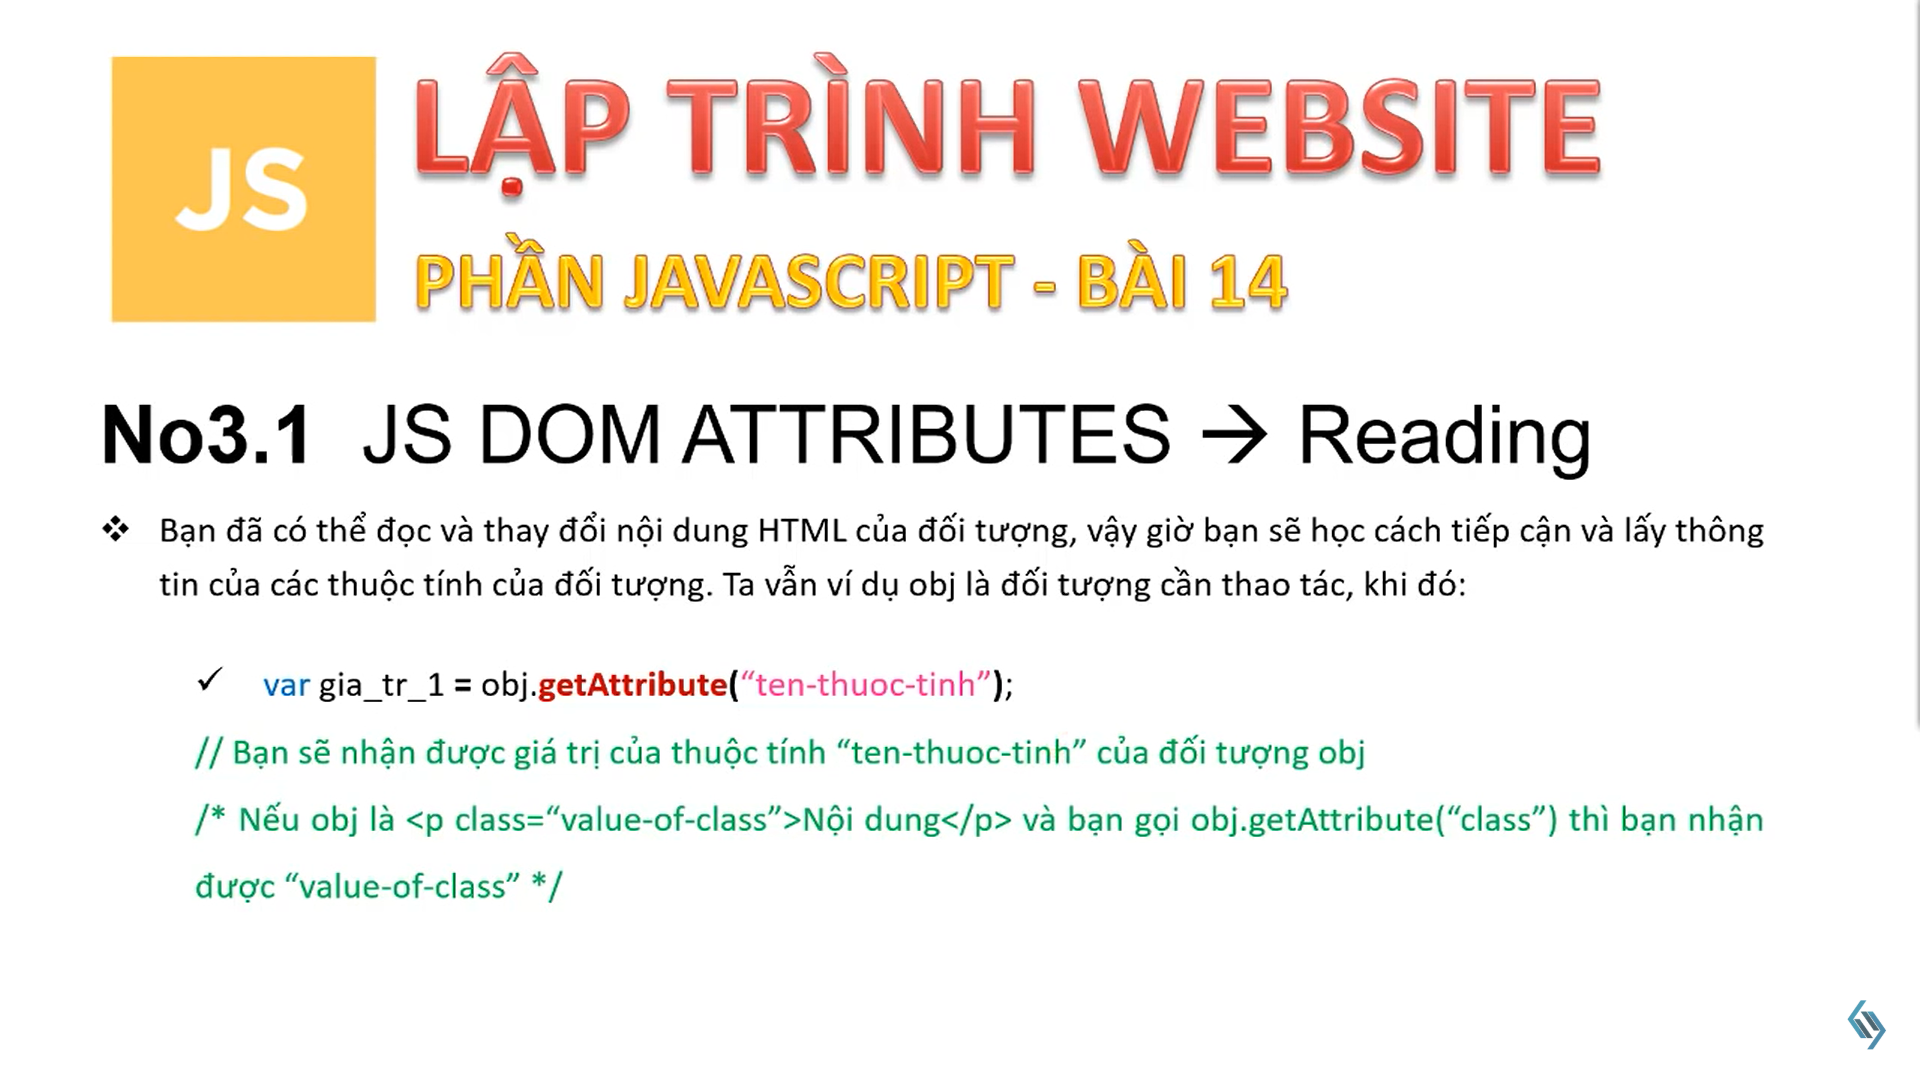 JS
LẬP TRÌNH WEBSITE
PHẦN JAVASCRIPT - BÀI 14
No3.1 JS DOM ATTRIBUTES → Reading
❖ Bạn đã có thể đọc và thay đổi nội dung HTML của đối tượng, vậy giờ bạn sẽ học cách tiếp cận và lấy thông
tin của các thuộc tính của đối tượng. Ta vẫn ví dụ obj là đối tượng cần thao tác, khi đó:
✓ var gia_tr_1 = obj.getAttribute(“ten-thuoc-tinh”);
// Bạn sẽ nhận được giá trị của thuộc tính “ten-thuoc-tinh” của đối tượng obj
/* Nếu obj là <p class=“value-of-class”>Nội dung</p> và bạn gọi obj.getAttribute(“class”) thì bạn nhận
được “value-of-class” */